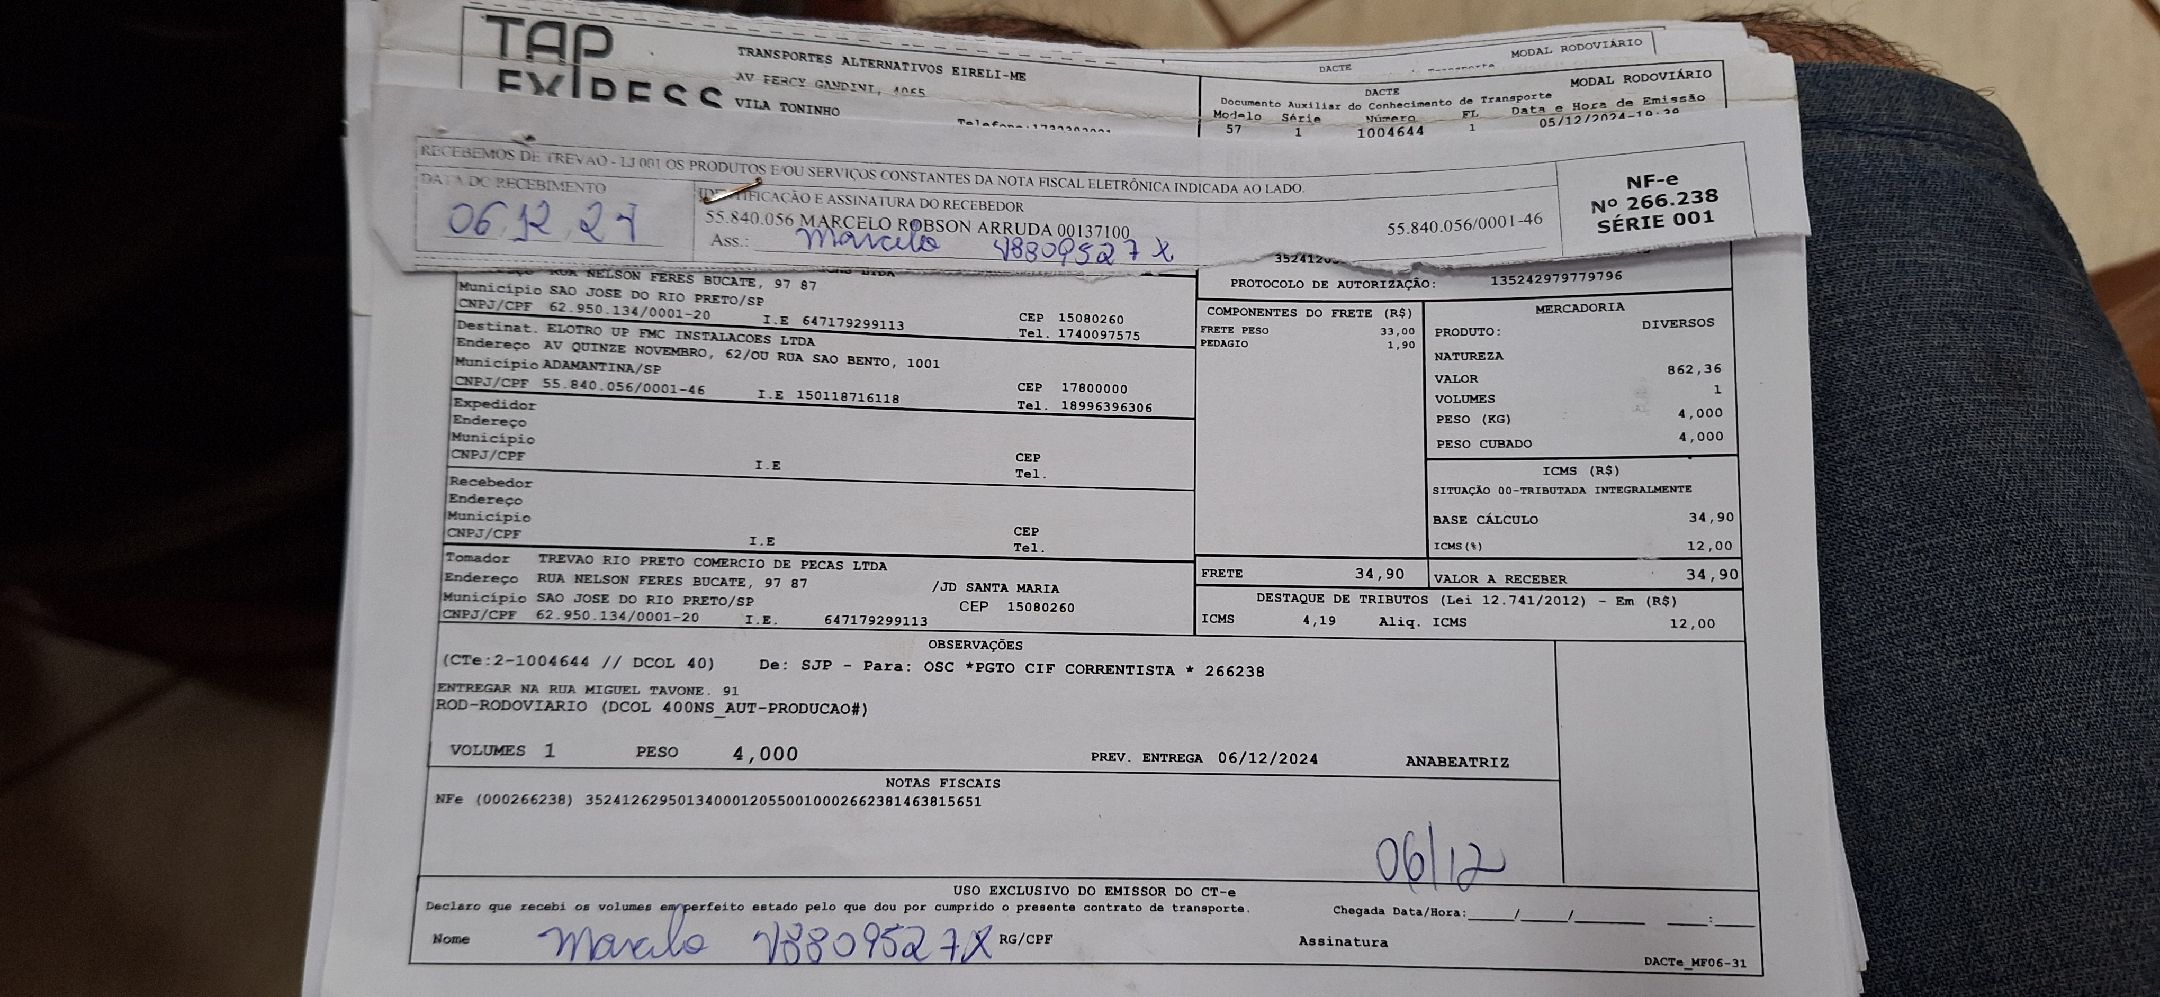 TAP
EXPRESS
TRANSPORTES ALTERNATIVOS EIRELI-ME
AV PERCY GANDINI, 4065
VILA TONINHO
DACTE
MODAL RODOVIÁRIO
DACTE
MODAL RODOVIÁRIO
Documento Auxiliar do Conhecimento de Transporte
Modelo Série Número FL Data e Hora de Emissão
57 1 1004644 1 05/12/2024
RECEBEMOS DE TREVAO - LJ 001 OS PRODUTOS E/OU SERVIÇOS CONSTANTES DA NOTA FISCAL ELETRÔNICA INDICADA AO LADO.
DATA DO RECEBIMENTO
06 12 24
IDENTIFICAÇÃO E ASSINATURA DO RECEBEDOR
55.840.056 MARCELO ROBSON ARRUDA 00137100
55.840.056/0001-46
Ass.: Marcelo 188809527X
NF-e
Nº 266.238
SÉRIE 001
PROTOCOLO DE AUTORIZAÇÃO: 135242979779796
RUA NELSON FERES BUCATE, 97 87
Município SAO JOSE DO RIO PRETO/SP CEP 15080260
CNPJ/CPF 62.950.134/0001-20 I.E 647179299113 Tel. 1740097575
Destinat. ELOTRO UP FMC INSTALACOES LTDA
Endereço AV QUINZE NOVEMBRO, 62/OU RUA SAO BENTO, 1001
Município ADAMANTINA/SP CEP 17800000
CNPJ/CPF 55.840.056/0001-46 I.E 150118716118 Tel. 18996396306
Expedidor
Endereço
Município CEP
CNPJ/CPF I.E Tel.
Recebedor
Endereço
Município CEP
CNPJ/CPF I.E Tel.
Tomador TREVAO RIO PRETO COMERCIO DE PECAS LTDA
Endereço RUA NELSON FERES BUCATE, 97 87 /JD SANTA MARIA
Município SAO JOSE DO RIO PRETO/SP CEP 15080260
CNPJ/CPF 62.950.134/0001-20 I.E. 647179299113
COMPONENTES DO FRETE (R$)
FRETE PESO 33,00
PEDAGIO 1,90
FRETE 34,90
MERCADORIA
PRODUTO: DIVERSOS
NATUREZA
VALOR 862,36
VOLUMES 1
PESO (KG) 4,000
PESO CUBADO 4,000
ICMS (R$)
SITUAÇÃO 00-TRIBUTADA INTEGRALMENTE
BASE CÁLCULO 34,90
ICMS(%) 12,00
VALOR A RECEBER 34,90
DESTAQUE DE TRIBUTOS (Lei 12.741/2012) - Em (R$)
ICMS 4,19 Aliq. ICMS 12,00
OBSERVAÇÕES
(CTe:2-1004644 // DCOL 40) De: SJP - Para: OSC *PGTO CIF CORRENTISTA * 266238
ENTREGAR NA RUA MIGUEL TAVONE. 91
ROD-RODOVIARIO (DCOL 400NS_AUT-PRODUCAO#)
VOLUMES 1 PESO 4,000 PREV. ENTREGA 06/12/2024 ANABEATRIZ
NOTAS FISCAIS
NFe (000266238) 35241262950134000120550010002662381463815651
06/12
USO EXCLUSIVO DO EMISSOR DO CT-e
Declaro que recebi os volumes em perfeito estado pelo que dou por cumprido o presente contrato de transporte. Chegada Data/Hora:____/____/______ ____:____
Nome Marcelo 188809527X RG/CPF Assinatura
DACTe_MF06-31